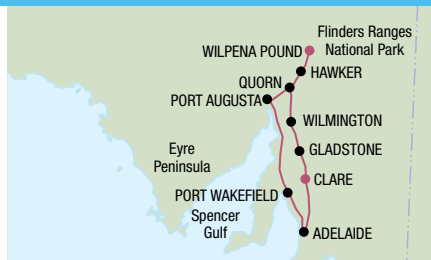 Flinders Ranges
National Park
WILPENA POUND
HAWKER
QUORN
PORT AUGUSTA
WILMINGTON
GLADSTONE
Eyre
Peninsula
CLARE
PORT WAKEFIELD
Spencer
Gulf
ADELAIDE